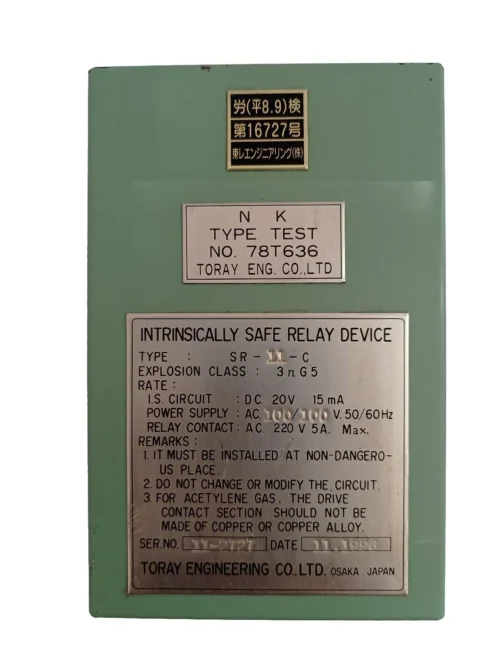 労(平8.9)検
第16727号
東レエンジニアリング(株)
N K
TYPE TEST
NO. 78T636
TORAY ENG. CO.,LTD
INTRINSICALLY SAFE RELAY DEVICE
TYPE : SR-11-C
EXPLOSION CLASS : 3nG5
RATE :
I.S. CIRCUIT : DC. 20V 15mA
POWER SUPPLY : AC. 100/100 V. 50/60Hz
RELAY CONTACT: AC. 220V 5A. Max.
REMARKS :
1. IT MUST BE INSTALLED AT NON-DANGERO-
US PLACE.
2. DO NOT CHANGE OR MODIFY THE CIRCUIT.
3. FOR ACETYLENE GAS, THE DRIVE
CONTACT SECTION SHOULD NOT BE
MADE OF COPPER OR COPPER ALLOY.
SER.NO. DATE
TORAY ENGINEERING CO.,LTD. OSAKA JAPAN